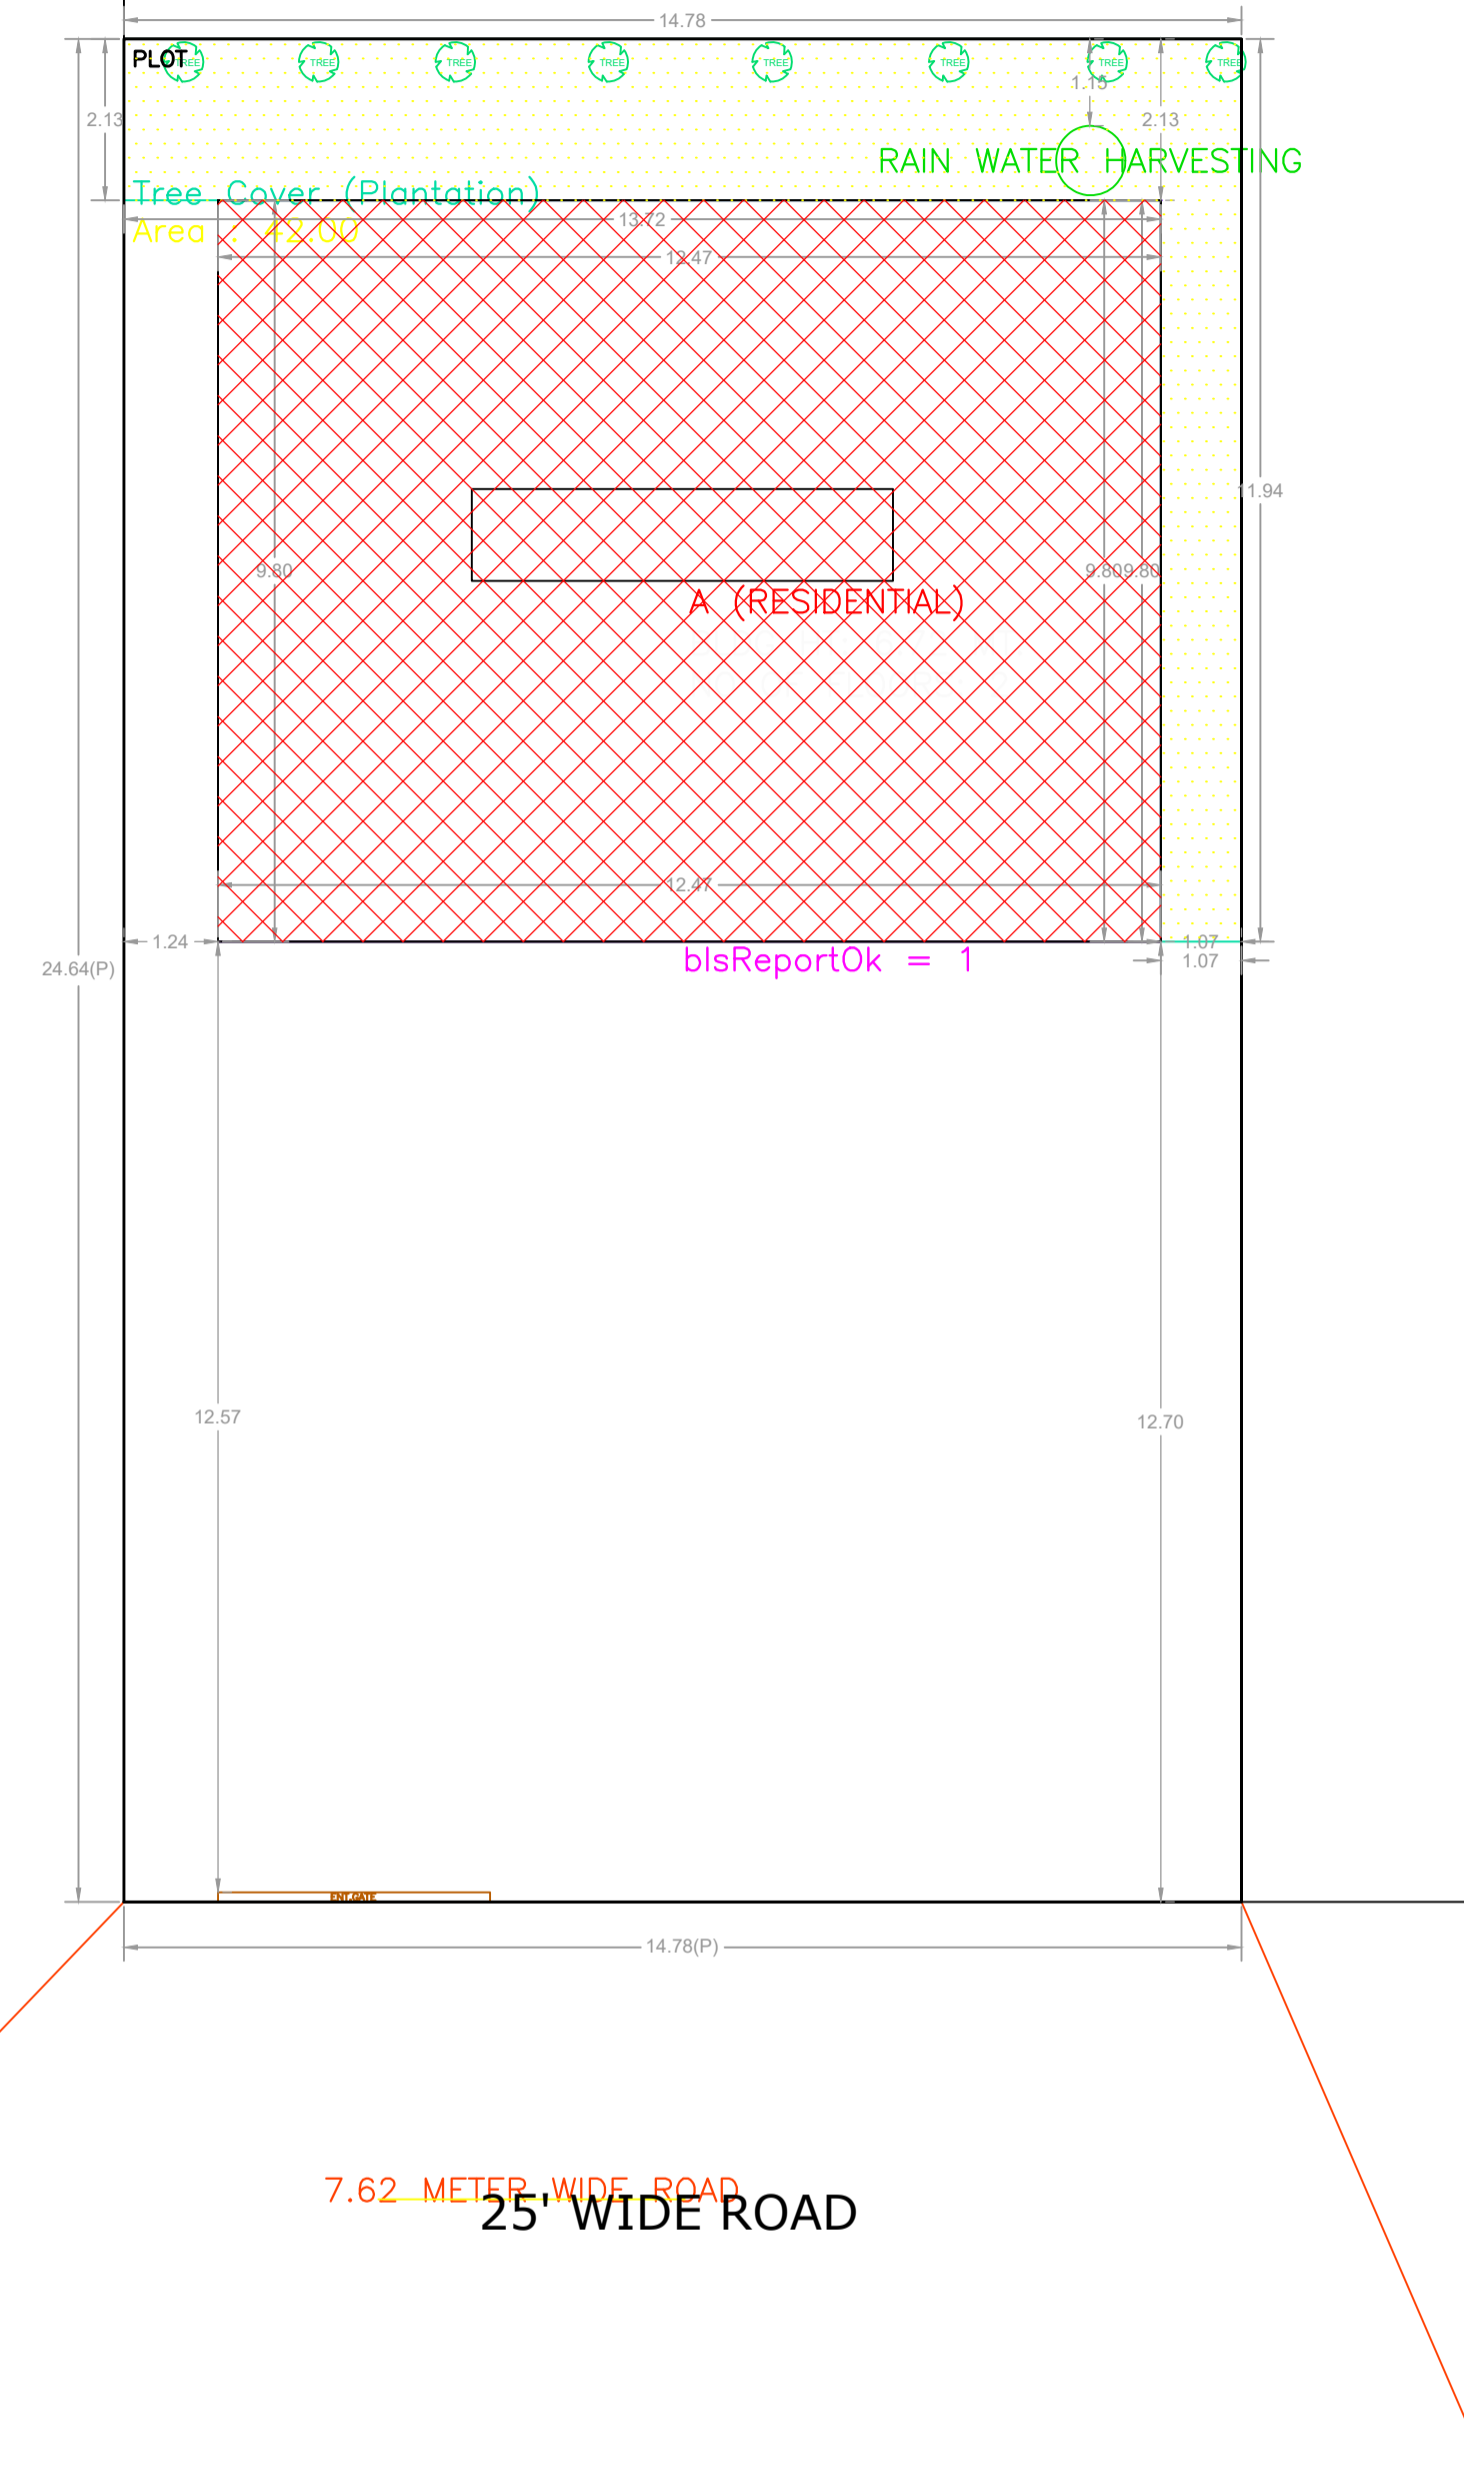 14.78
PLOT
TREE
TREE
TREE
TREE
TREE
TREE
TREE
TREE
1.15
2.13
2.13
RAIN WATER HARVESTING
Tree Cover (Plantation)
13.72
Area : 42.00
12.47
11.94
9.80
9.80
9.80
A (RESIDENTIAL)
12.47
1.24
1.07
bIsReportOk = 1
1.07
24.64(P)
12.57
12.70
ENT.GATE
14.78(P)
7.62 METER WIDE ROAD
25' WIDE ROAD